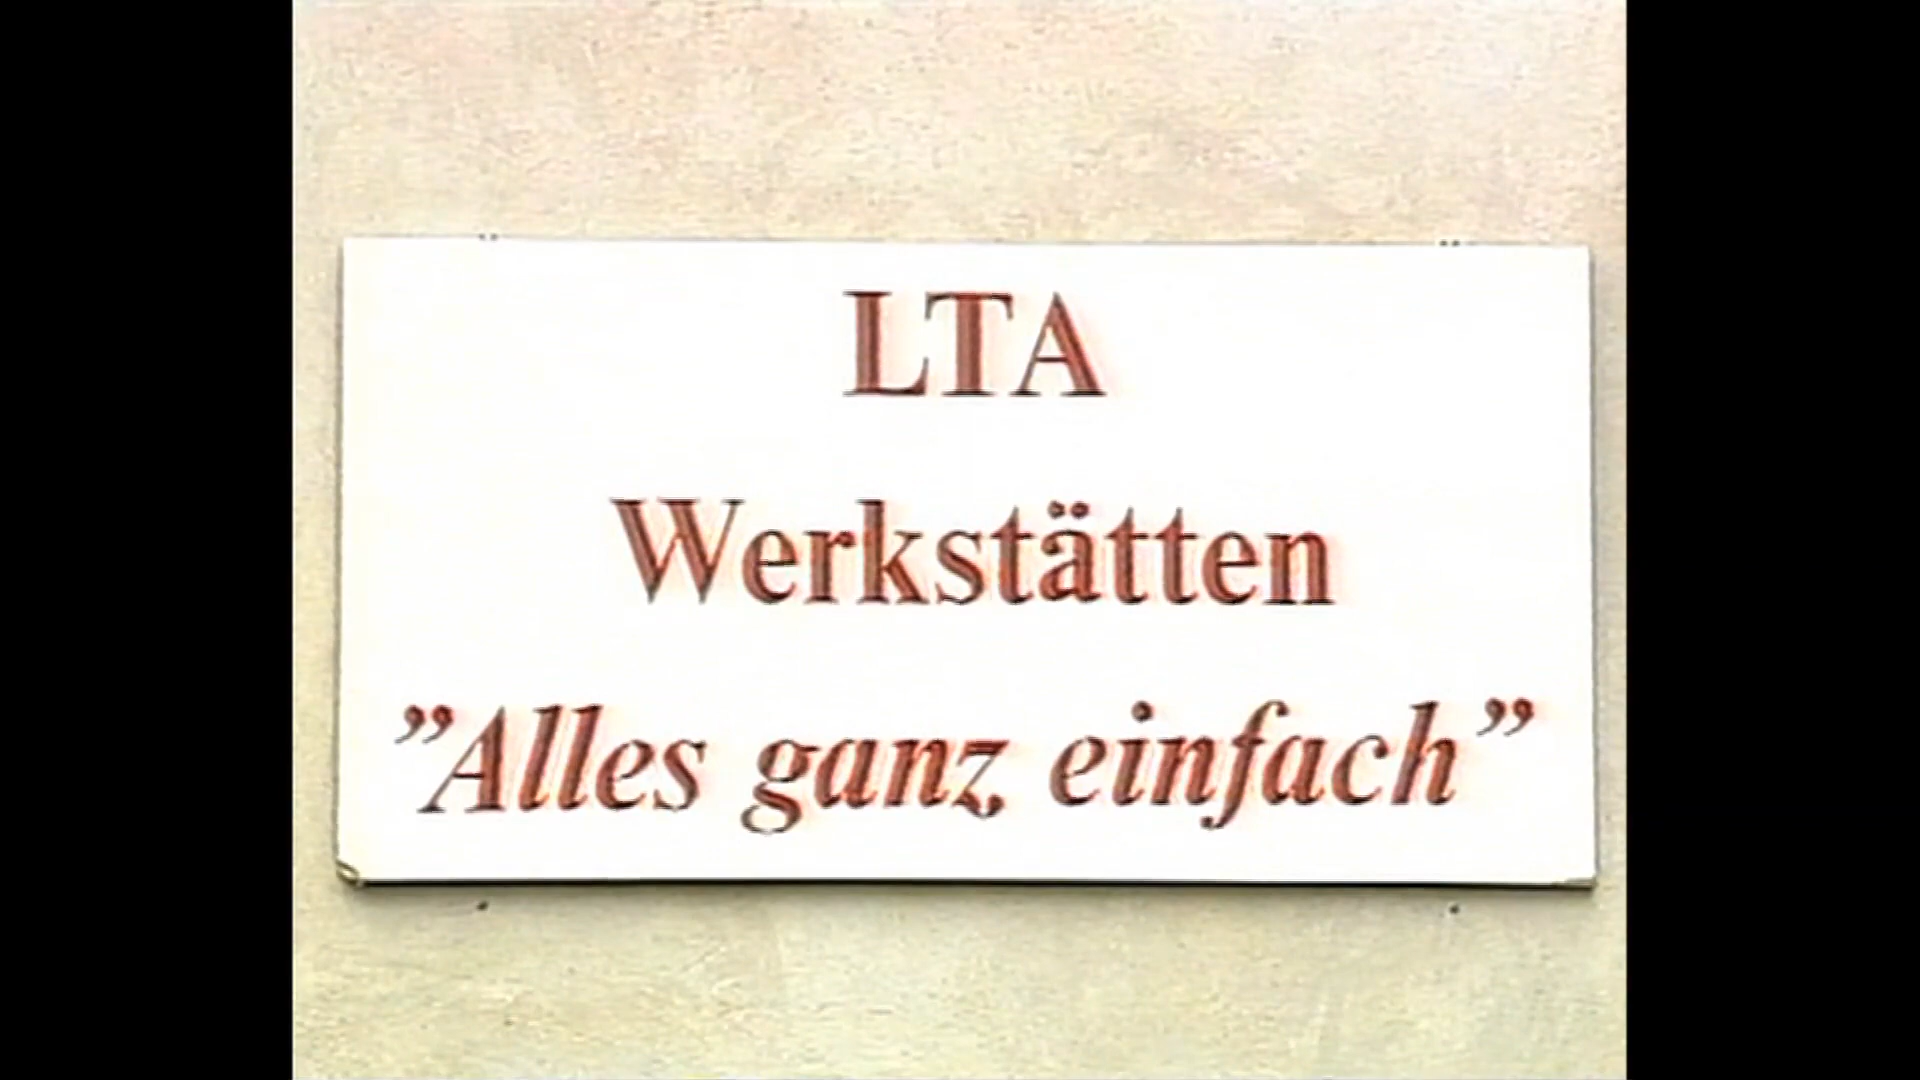 LTA
Werkstätten
”Alles ganz einfach”